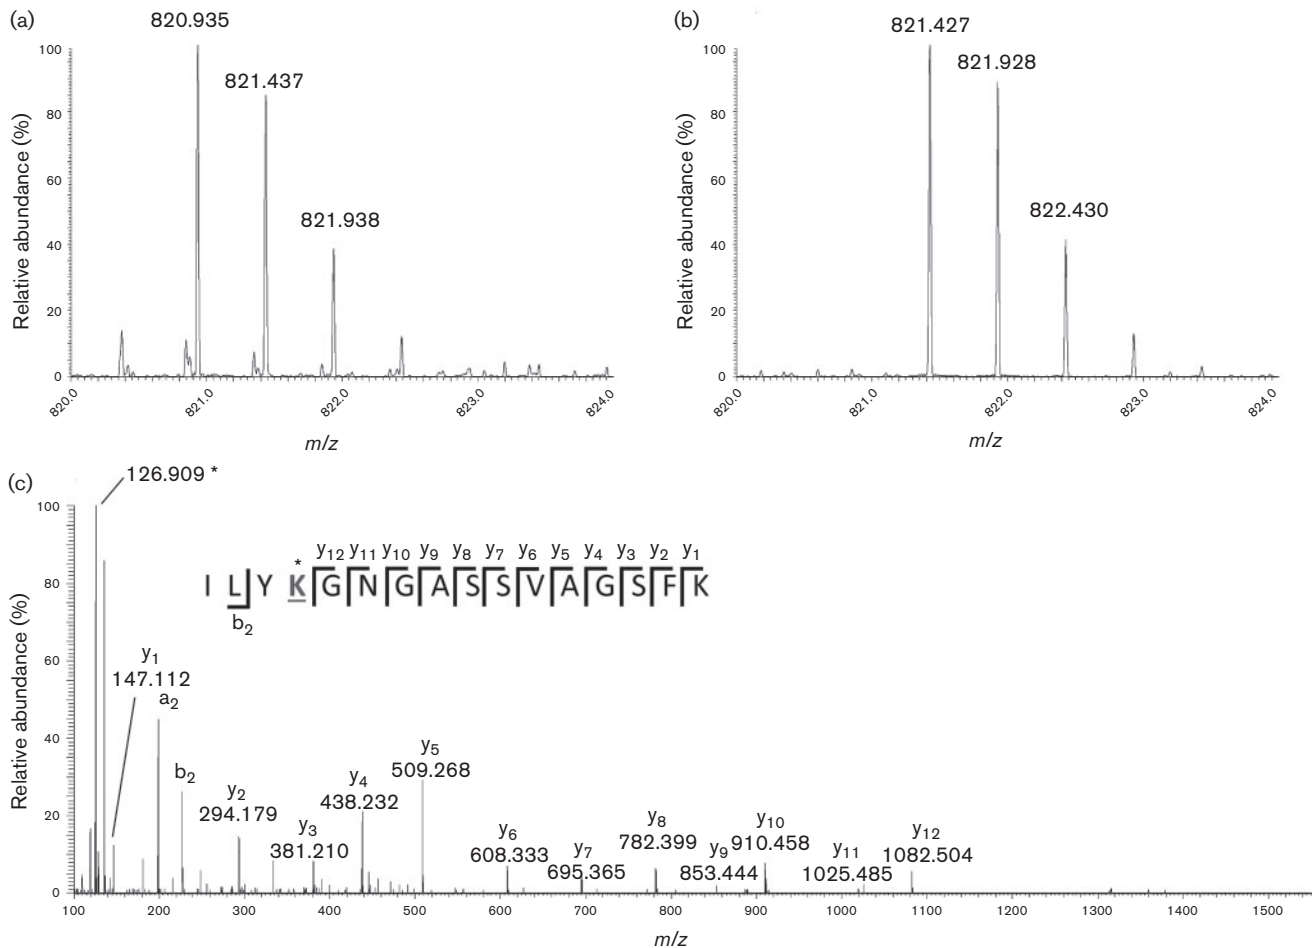 (a)
820.935
821.437
821.938
100
80
60
40
20
0
Relative abundance (%)
820.0
821.0
822.0
823.0
824.0
m/z
(b)
821.427
821.928
822.430
100
80
60
40
20
0
Relative abundance (%)
820.0
821.0
822.0
823.0
824.0
m/z
(c)
126.909 *
100
80
60
40
20
0
Relative abundance (%)
* y12 y11 y10 y9 y8 y7 y6 y5 y4 y3 y2 y1
I L Y K G N G A S S V A G S F K
b2
y1
147.112
a2
b2
y2
294.179
y3
381.210
y4
438.232
y5
509.268
y6
608.333
y7
695.365
y8
782.399
y9
853.444
y10
910.458
y11
1025.485
y12
1082.504
100 200 300 400 500 600 700 800 900 1000 1100 1200 1300 1400 1500
m/z